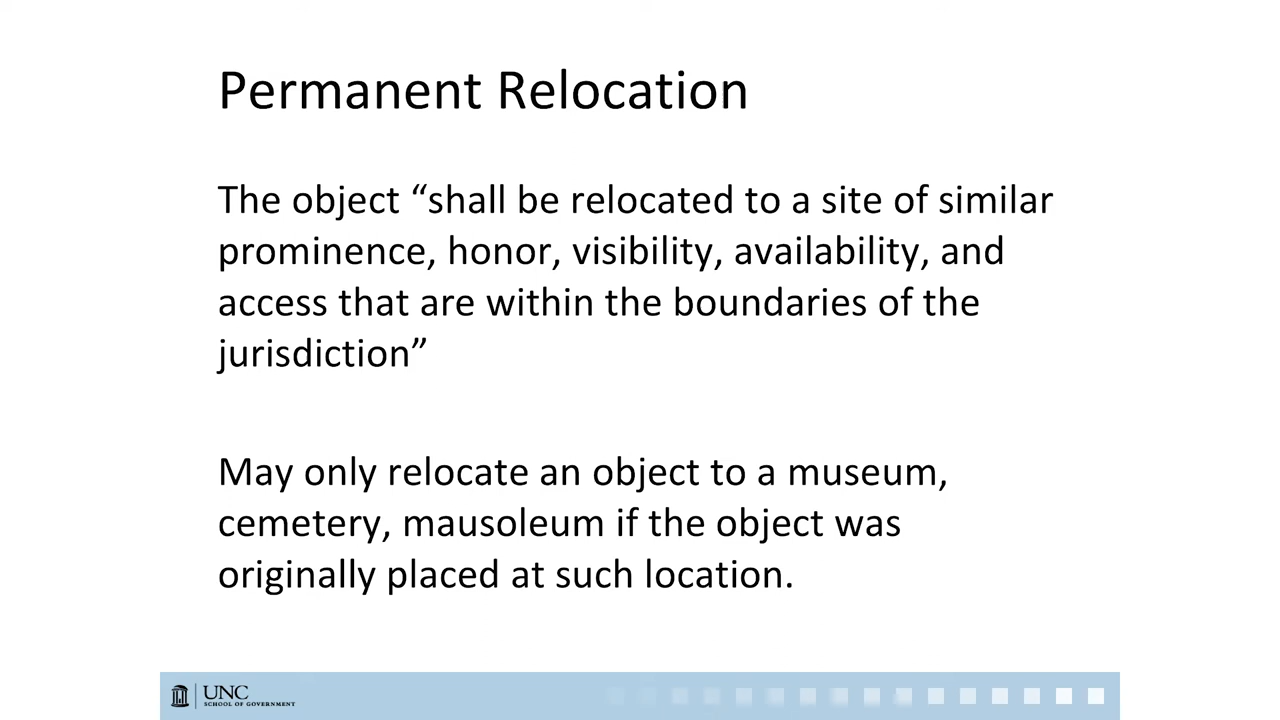 Permanent Relocation
The object “shall be relocated to a site of similar
prominence, honor, visibility, availability, and
access that are within the boundaries of the
jurisdiction”
May only relocate an object to a museum,
cemetery, mausoleum if the object was
originally placed at such location.
UNC
SCHOOL OF GOVERNMENT